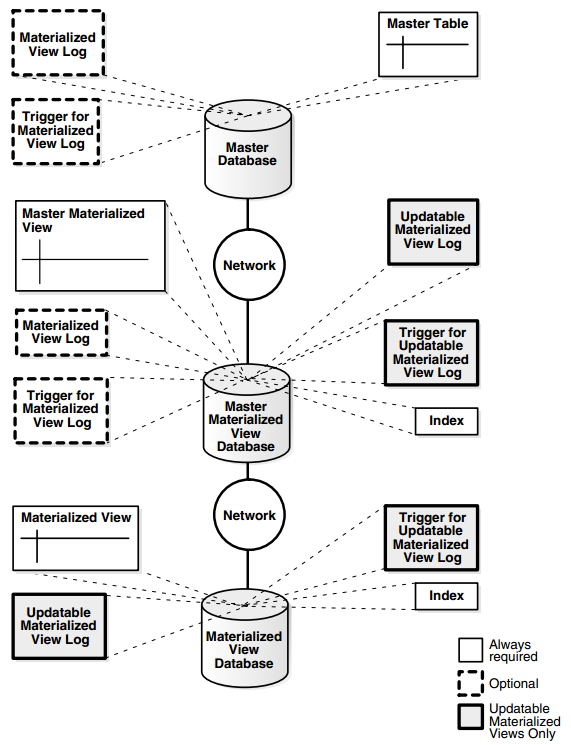 Materialized
View Log
Master Table
Trigger for
Materialized
View Log
Master
Database
Master Materialized
View
Updatable
Materialized
View Log
Network
Materialized
View Log
Trigger for
Updatable
Materialized
View Log
Trigger for
Materialized
View Log
Master
Materialized
View
Database
Index
Network
Materialized View
Trigger for
Updatable
Materialized
View Log
Index
Updatable
Materialized
View Log
Materialized
View
Database
Always
required
Optional
Updatable
Materialized
Views Only